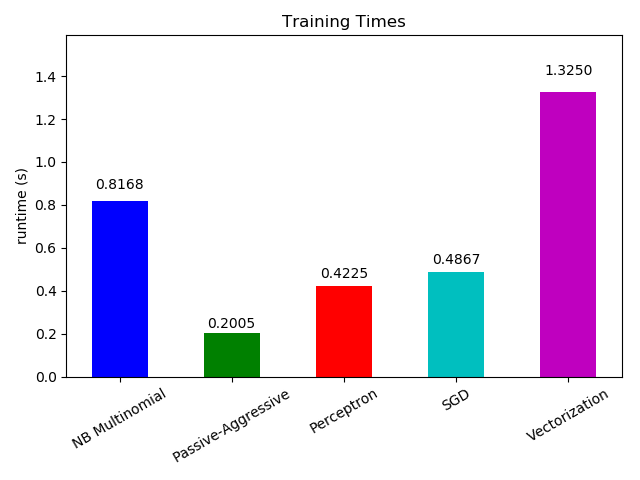 Training Times
runtime (s)
1.4
1.2
1.0
0.8
0.6
0.4
0.2
0.0
0.8168
0.2005
0.4225
0.4867
1.3250
NB Multinomial
Passive-Aggressive
Perceptron
SGD
Vectorization